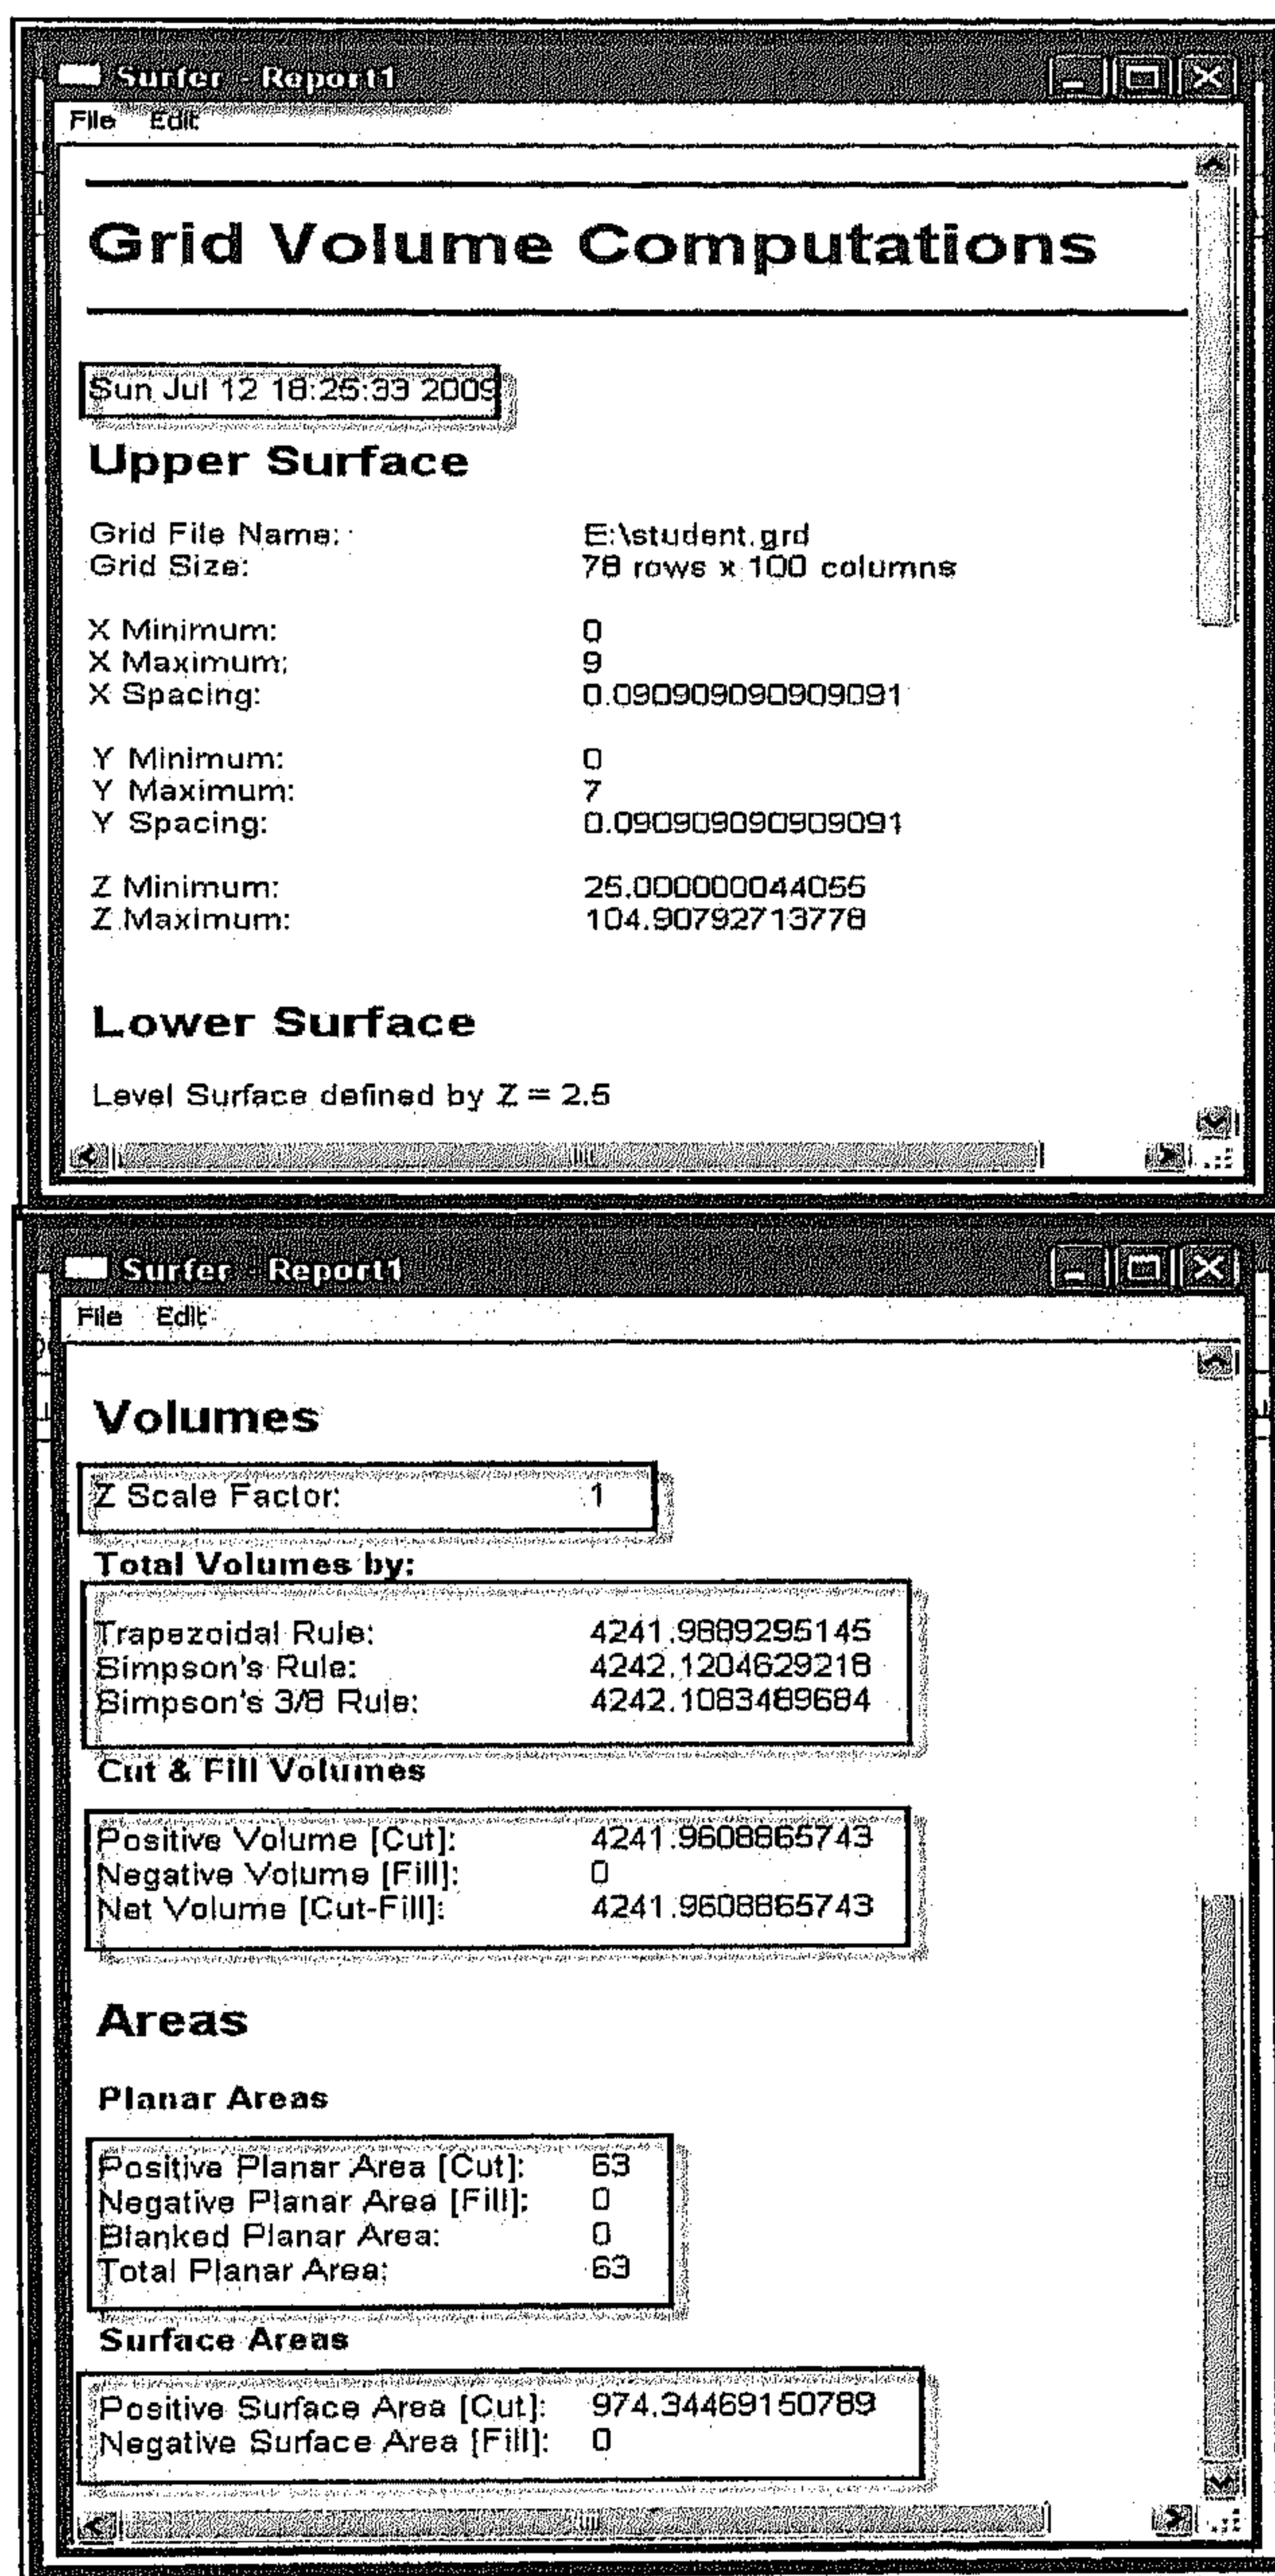 Surfer - Report1
File Edit
Grid Volume Computations
Sun Jul 12 18:25:33 2009
Upper Surface
Grid File Name: E:\student.grd
Grid Size: 78 rows x 100 columns
X Minimum: 0
X Maximum: 9
X Spacing: 0.090909090909091
Y Minimum: 0
Y Maximum: 7
Y Spacing: 0.090909090909091
Z Minimum: 25.000000044055
Z Maximum: 104.90792713778
Lower Surface
Level Surface defined by Z = 2.5
Surfer - Report1
File Edit
Volumes
Z Scale Factor: 1
Total Volumes by:
Trapezoidal Rule: 4241.9889295145
Simpson's Rule: 4242.1204629218
Simpson's 3/8 Rule: 4242.1083489684
Cut & Fill Volumes
Positive Volume [Cut]: 4241.9608865743
Negative Volume [Fill]: 0
Net Volume [Cut-Fill]: 4241.9608865743
Areas
Planar Areas
Positive Planar Area [Cut]: 63
Negative Planar Area [Fill]: 0
Blanked Planar Area: 0
Total Planar Area: 63
Surface Areas
Positive Surface Area [Cut]: 974.34469150789
Negative Surface Area [Fill]: 0